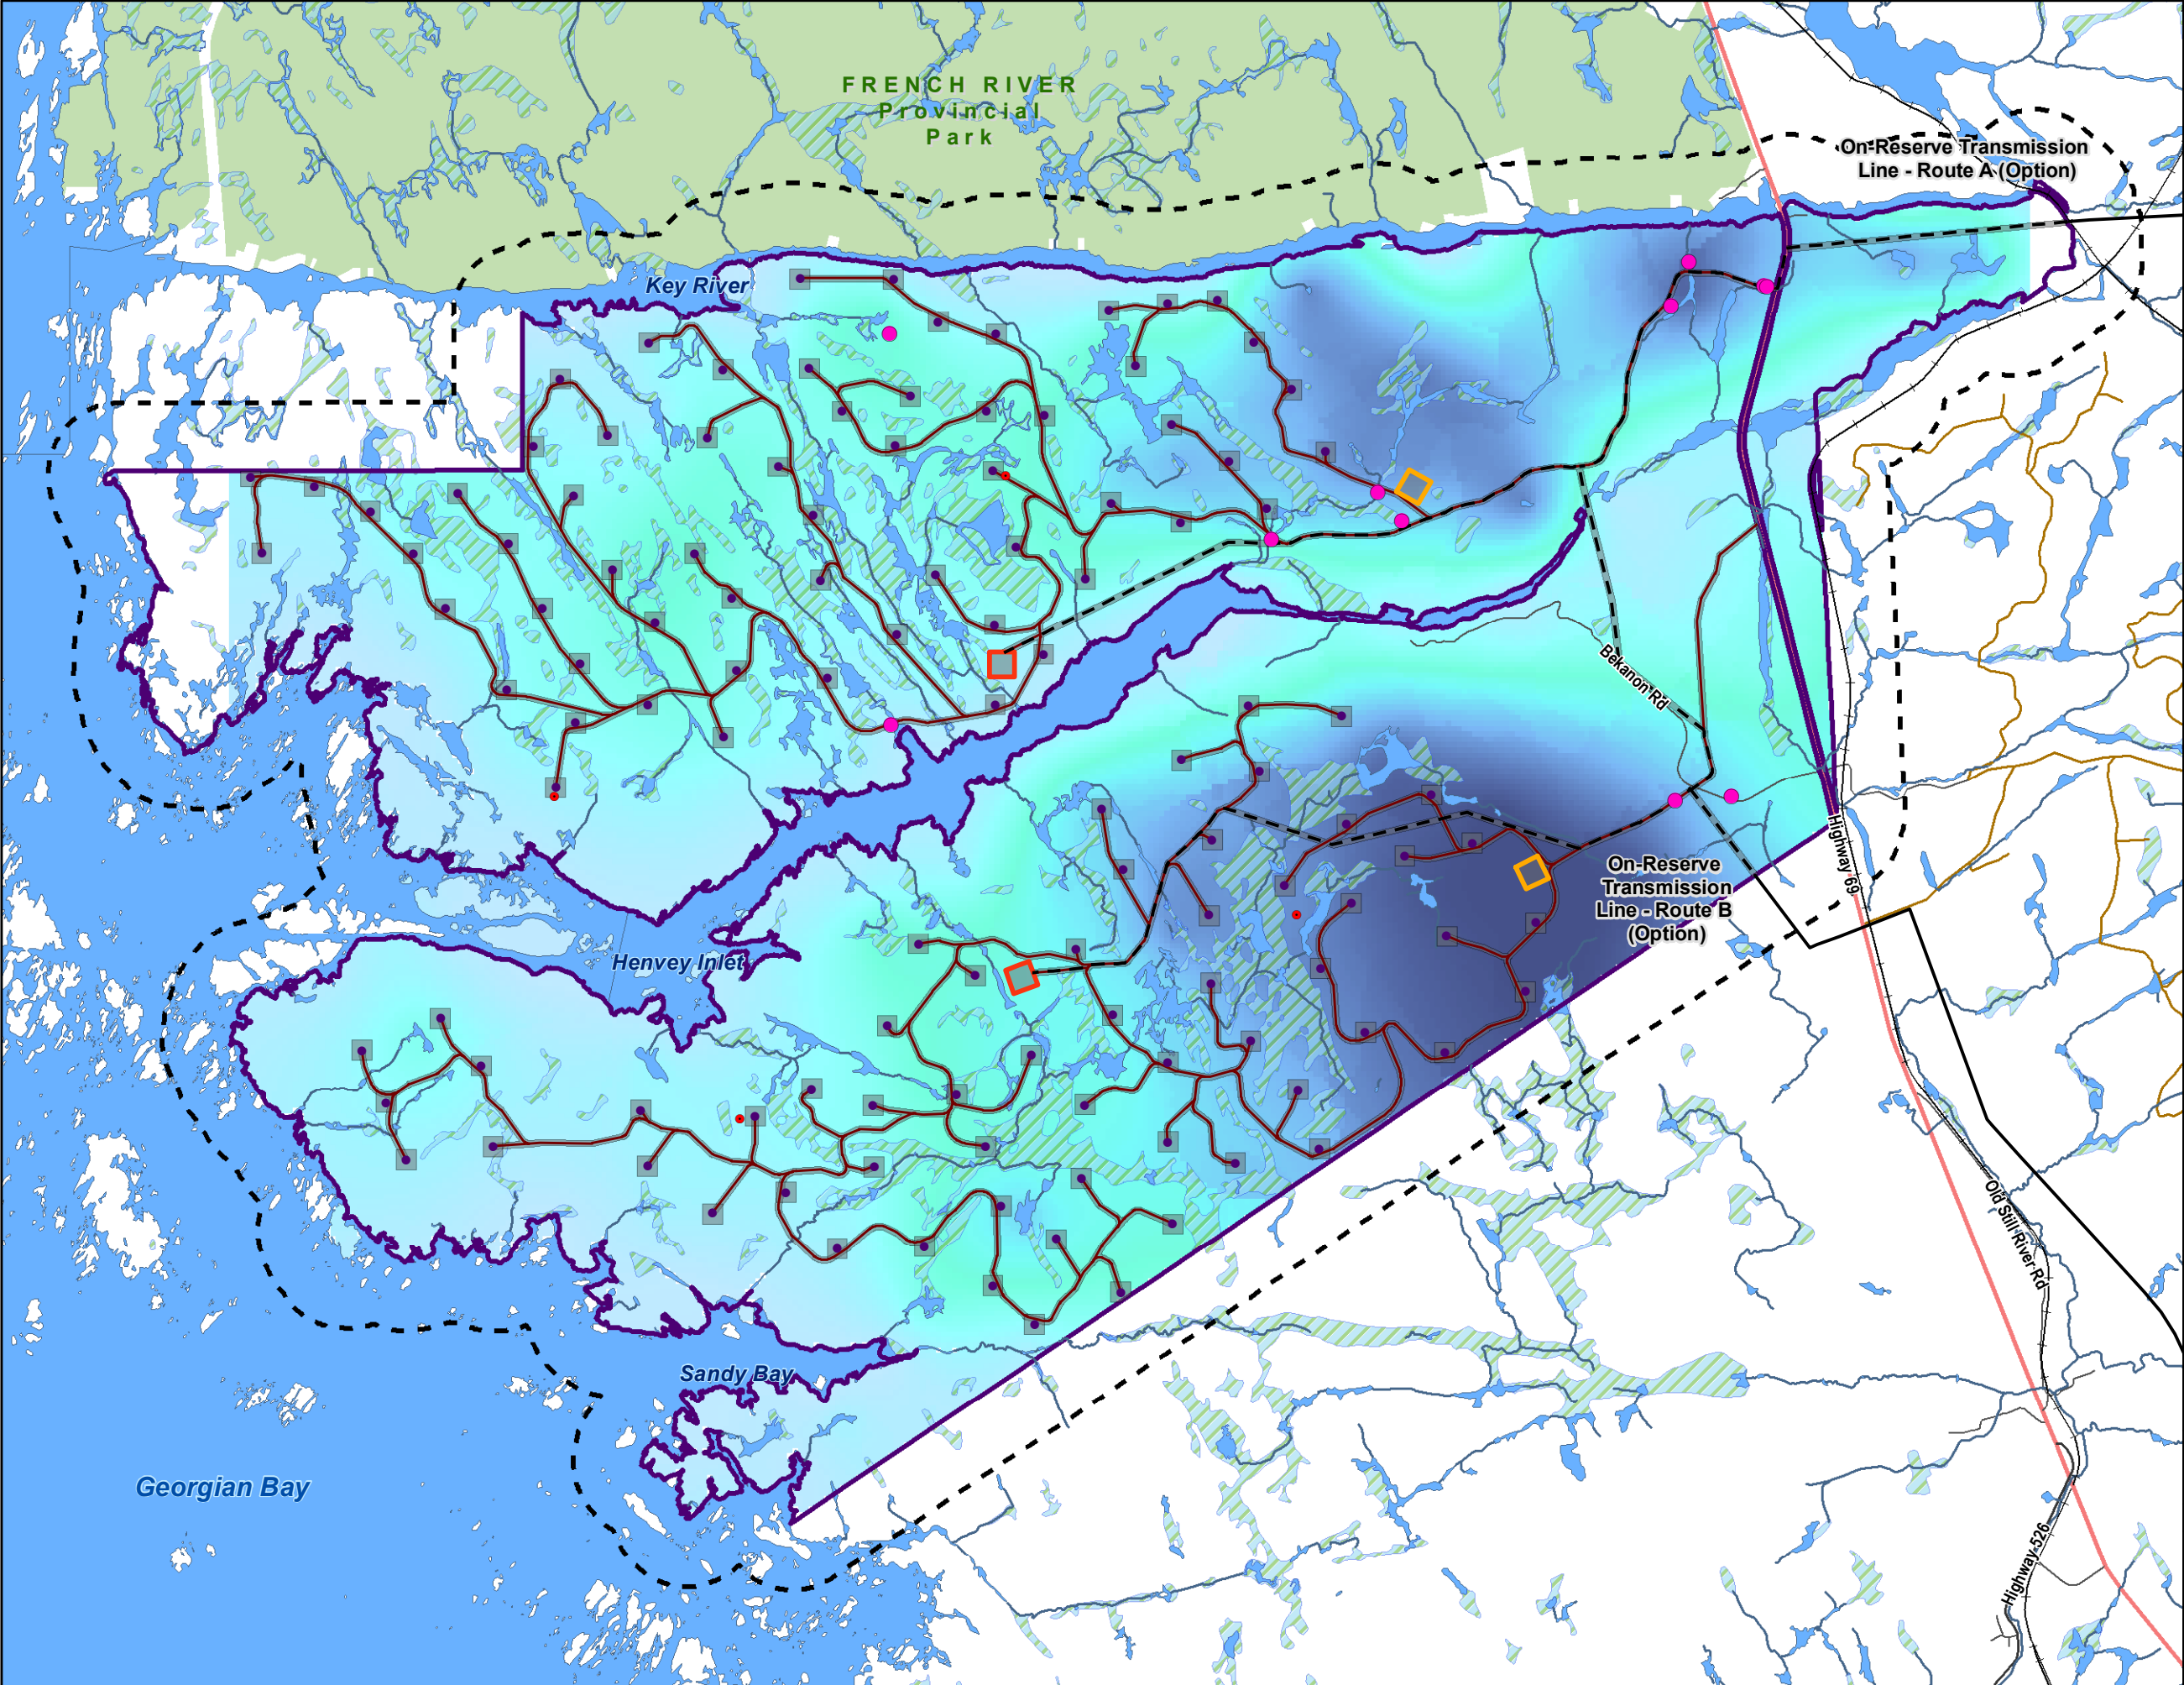 FRENCH RIVER
Provincial
Park
On-Reserve Transmission
Line - Route A (Option)
Key River
Bekanon Rd
Highway 69
On-Reserve
Transmission
Line - Route B
(Option)
Henvey Inlet
Old Still River Rd
Sandy Bay
Georgian Bay
Highway 526